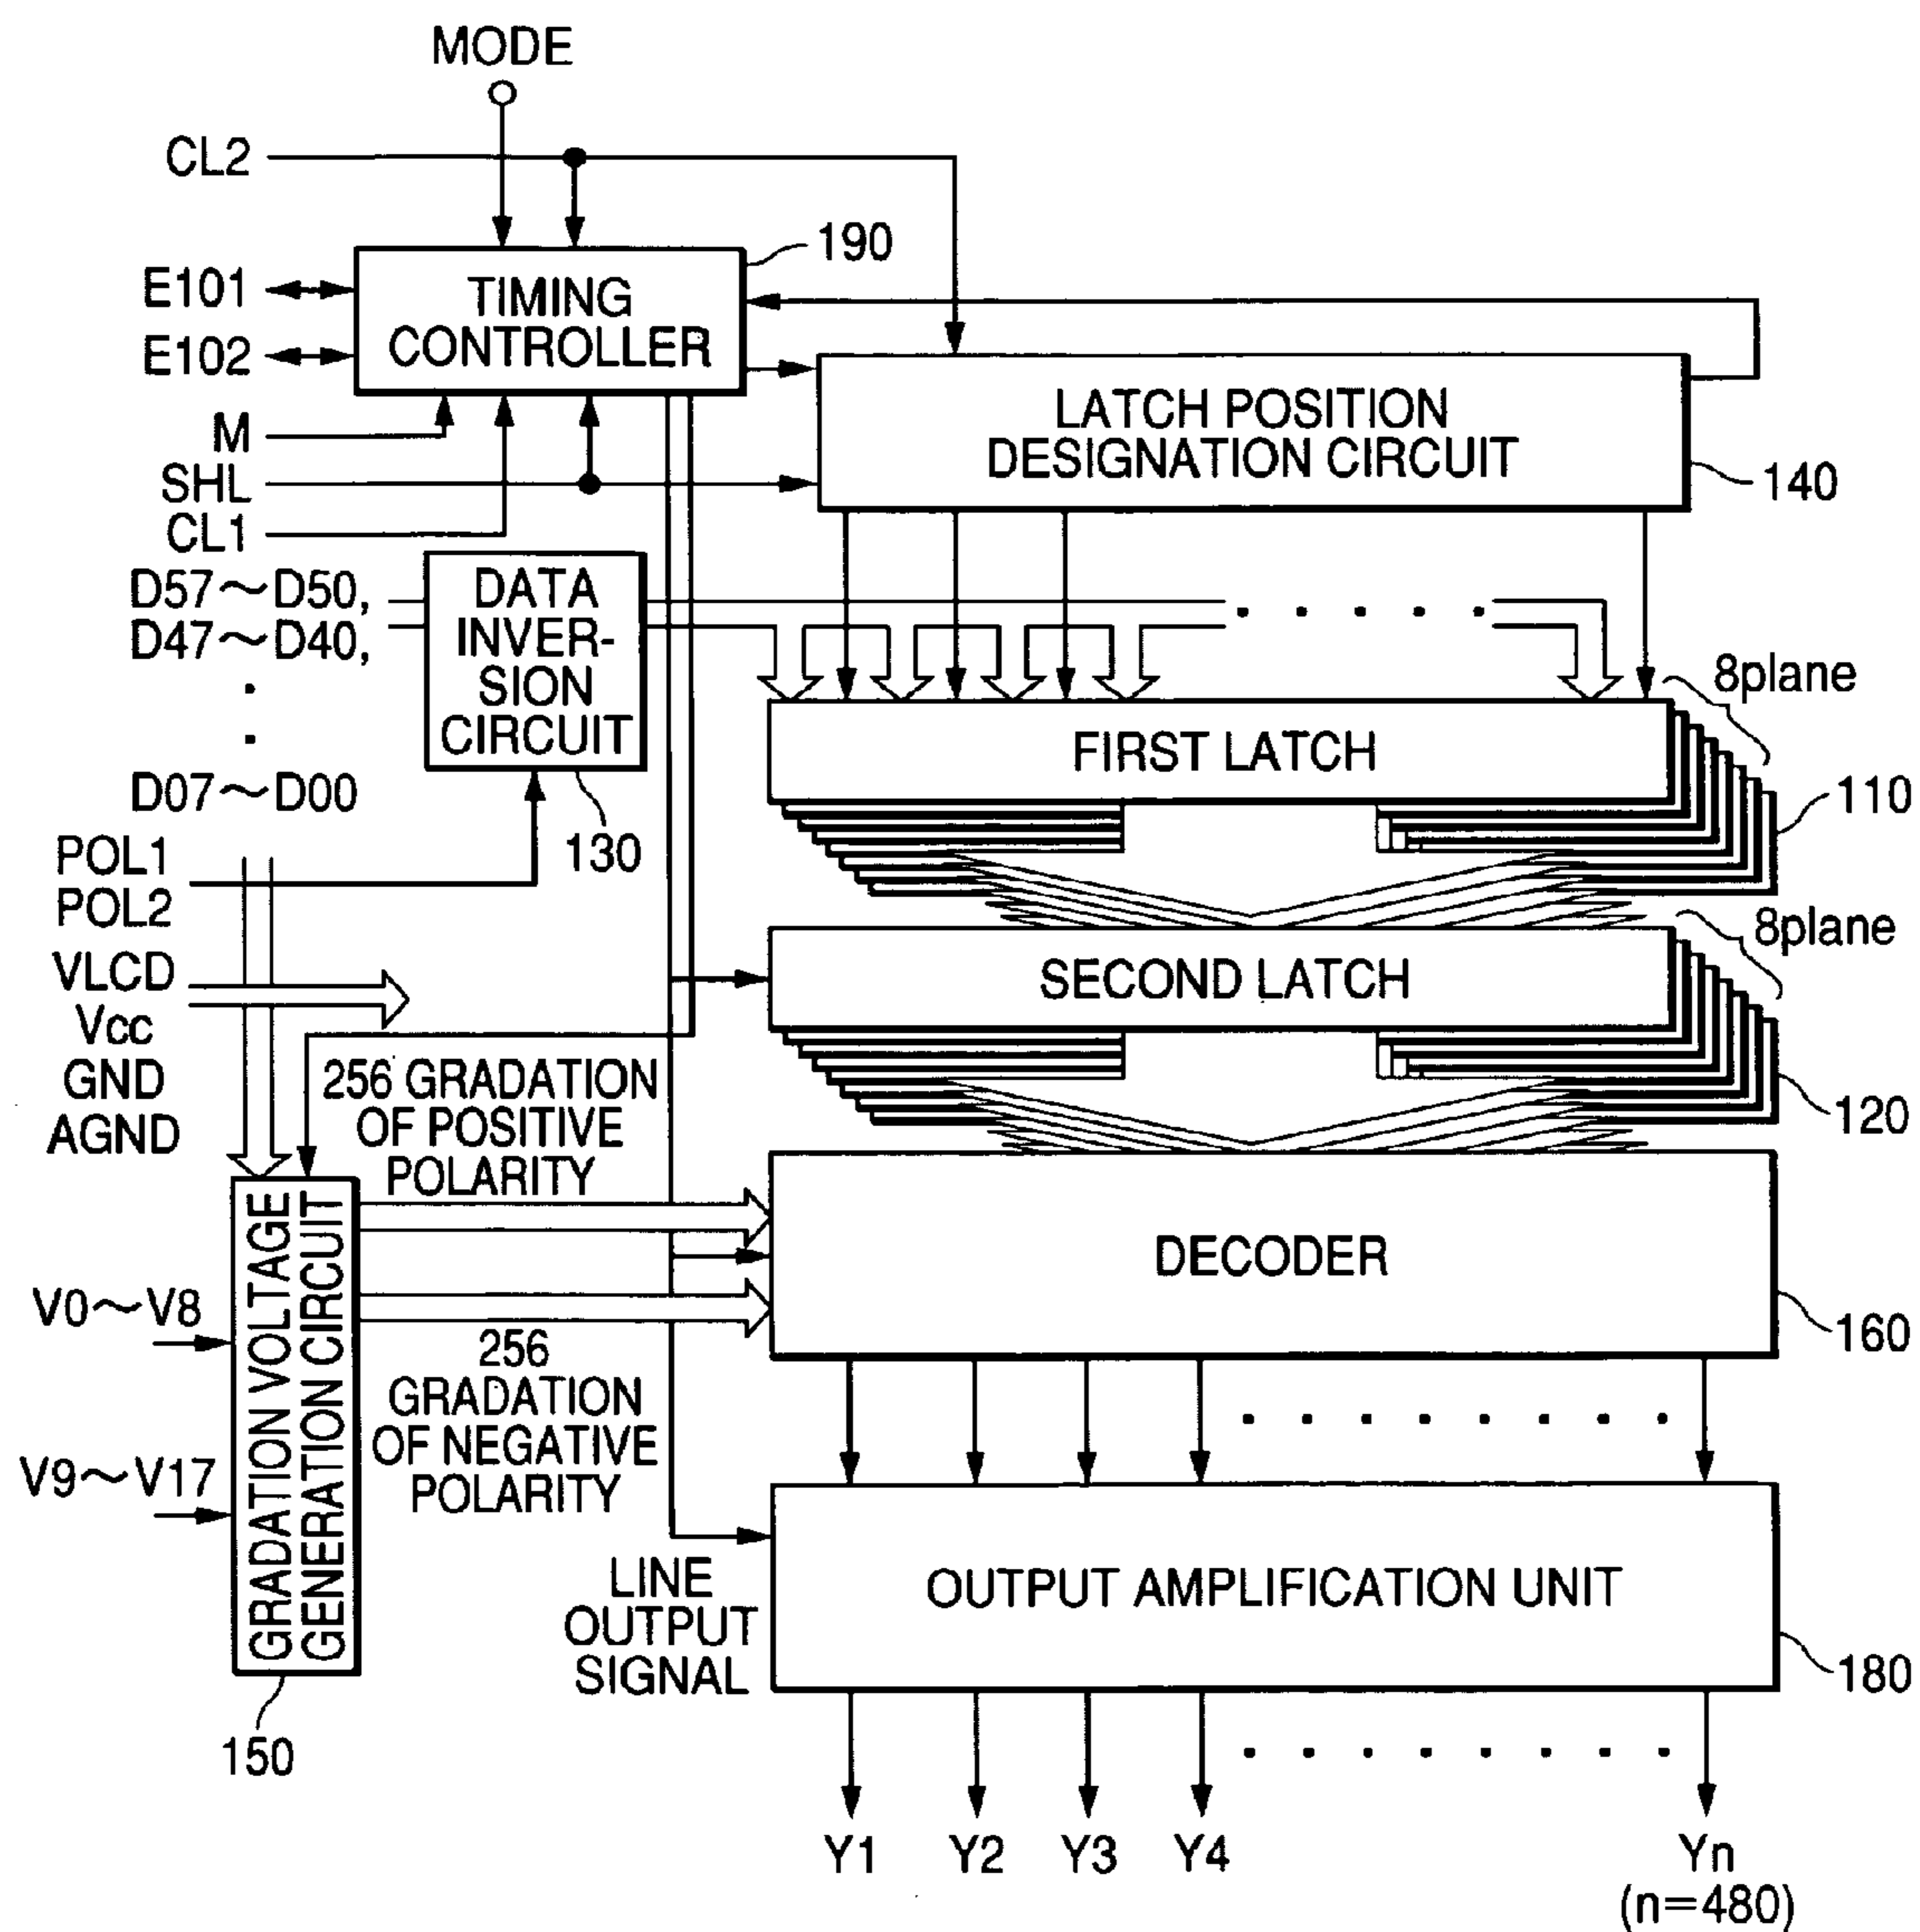 MODE
CL2
190
E101
TIMING
CONTROLLER
E102
LATCH POSITION
DESIGNATION CIRCUIT
140
M
SHL
CL1
D57~D50,
D47~D40,
D07~D00
DATA
INVER-
SION
CIRCUIT
130
8plane
FIRST LATCH
110
POL1
POL2
8plane
SECOND LATCH
120
VLCD
Vcc
GND
AGND
256 GRADATION
OF POSITIVE
POLARITY
DECODER
160
V0~V8
V9~V17
GRADATION VOLTAGE
GENERATION CIRCUIT
150
256
GRADATION
OF NEGATIVE
POLARITY
LINE
OUTPUT
SIGNAL
OUTPUT AMPLIFICATION UNIT
180
Y1 Y2 Y3 Y4 Yn
(n=480)